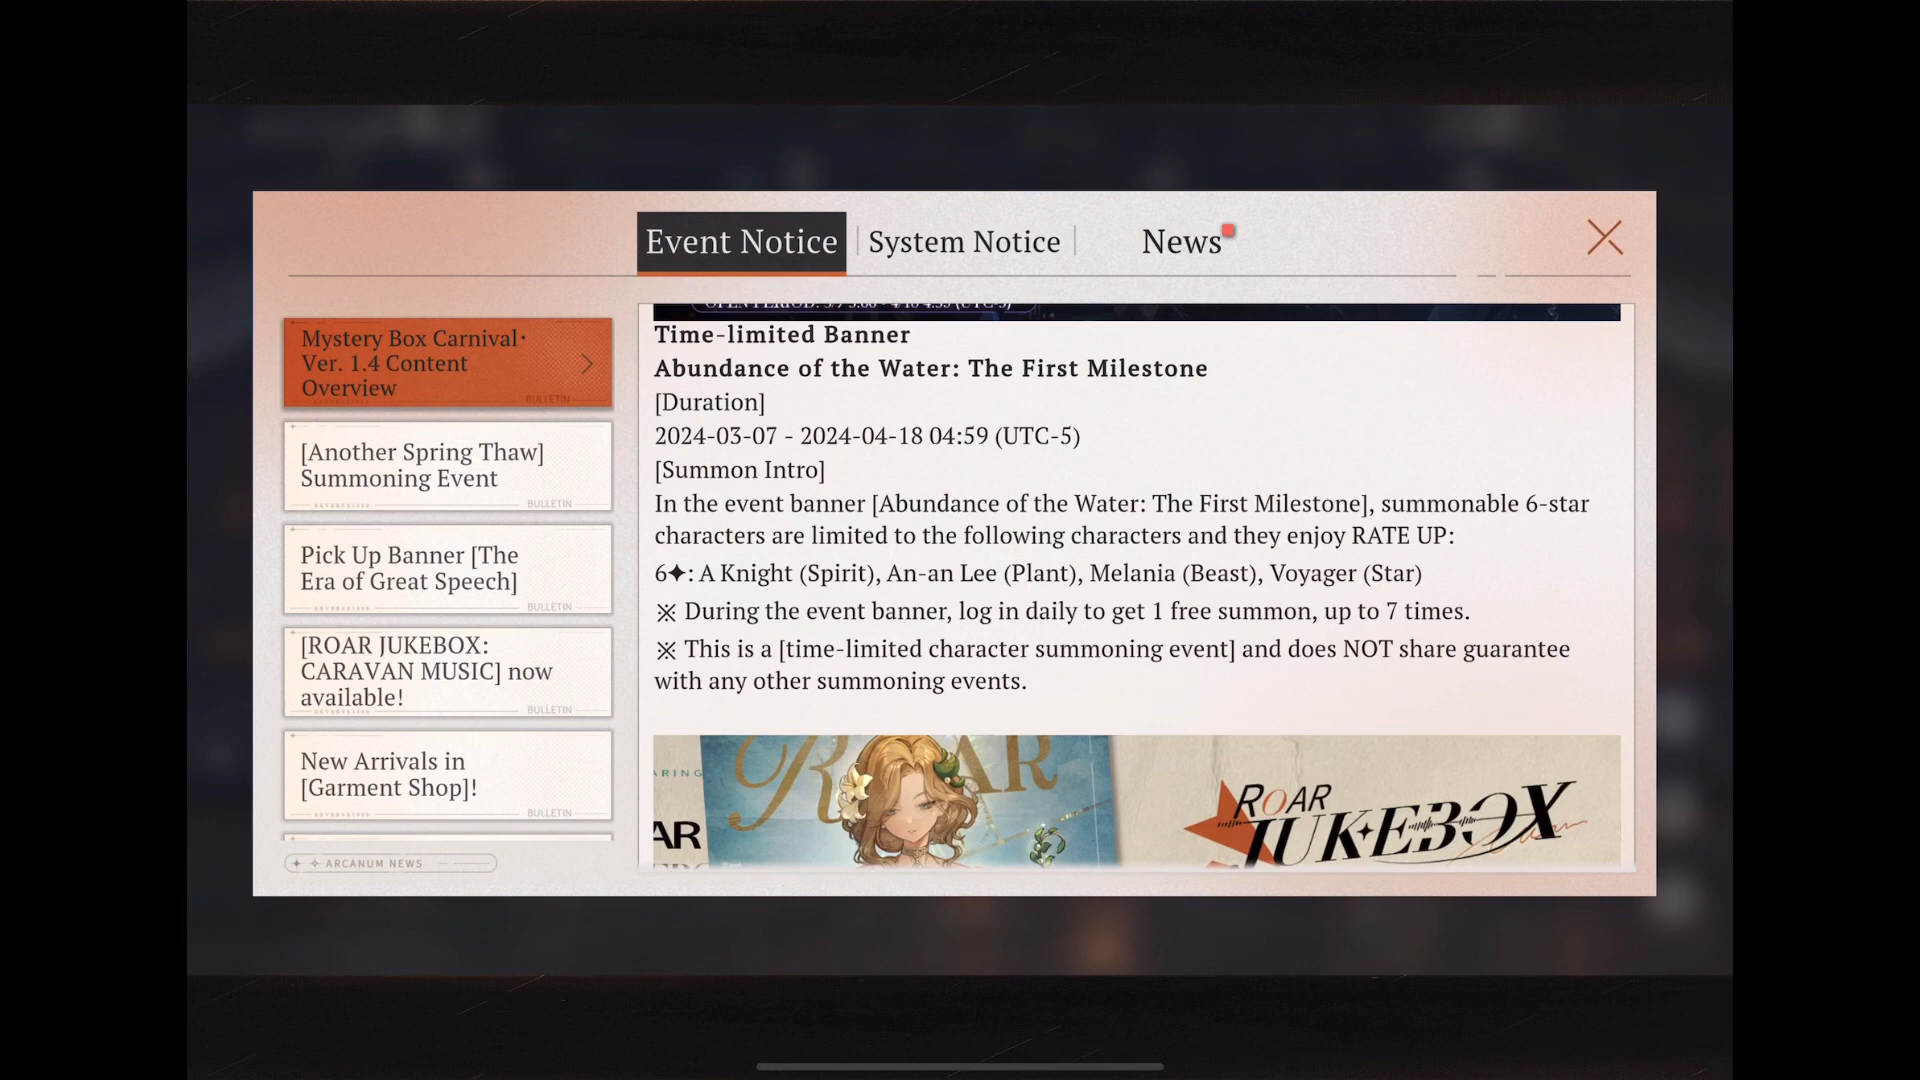 Event Notice
System Notice
News
Mystery Box Carnival·
Ver. 1.4 Content
Overview
BULLETIN
[Another Spring Thaw]
Summoning Event
BULLETIN
Pick Up Banner [The
Era of Great Speech]
BULLETIN
[ROAR JUKEBOX:
CARAVAN MUSIC] now
available!
BULLETIN
New Arrivals in
[Garment Shop]!
BULLETIN
ARCANUM NEWS
Time-limited Banner
Abundance of the Water: The First Milestone
[Duration]
2024-03-07 - 2024-04-18 04:59 (UTC-5)
[Summon Intro]
In the event banner [Abundance of the Water: The First Milestone], summonable 6-star
characters are limited to the following characters and they enjoy RATE UP:
6✦: A Knight (Spirit), An-an Lee (Plant), Melania (Beast), Voyager (Star)
※ During the event banner, log in daily to get 1 free summon, up to 7 times.
※ This is a [time-limited character summoning event] and does NOT share guarantee
with any other summoning events.
ARING
AR
ROAR
ROAR
JUKEBOX